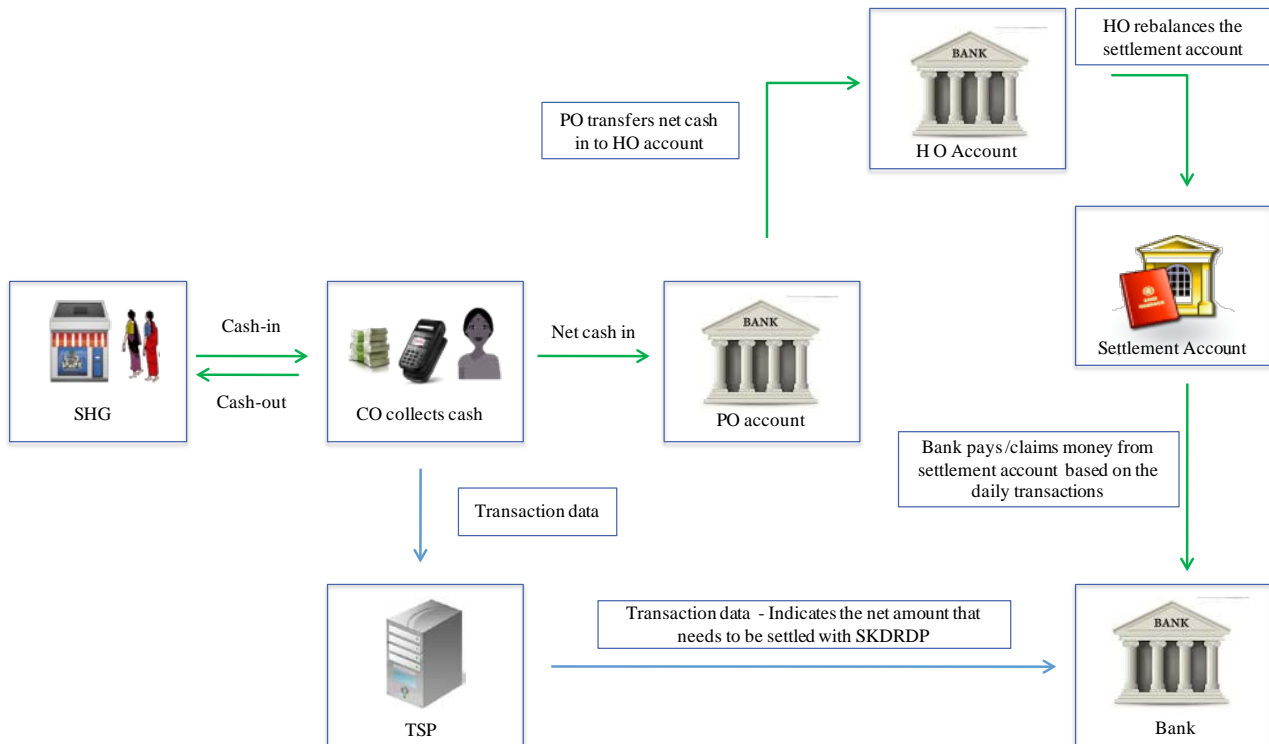 BANK
H O Account
HO rebalances the
settlement account
PO transfers net cash
in to HO account
Settlement Account
SHG
Cash-in
Cash-out
CO collects cash
Net cash in
BANK
PO account
Bank pays /claims money from
settlement account based on the
daily transactions
Transaction data
TSP
Transaction data - Indicates the net amount that
needs to be settled with SKDRDP
BANK
Bank